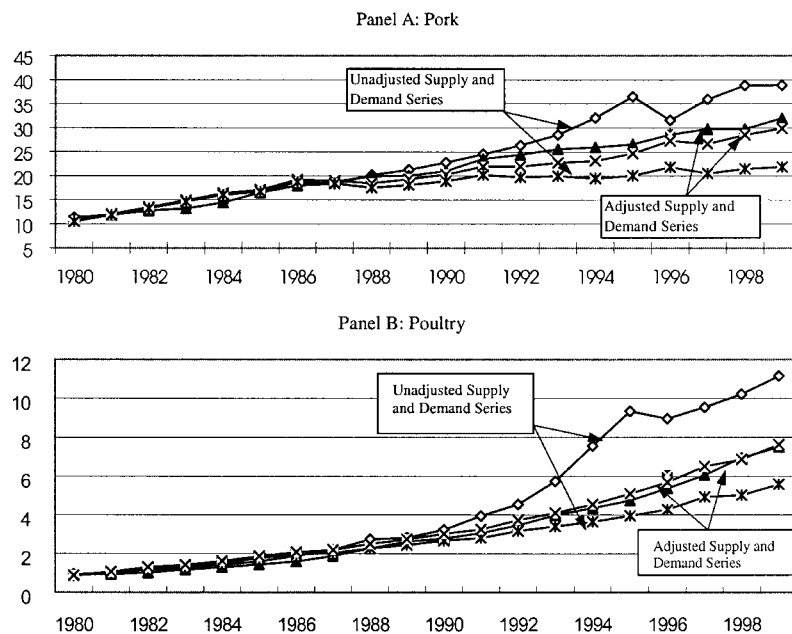 Panel A: Pork
45
40
35
30
25
20
15
10
5
Unadjusted Supply and
Demand Series
Adjusted Supply and
Demand Series
1980 1982 1984 1986 1988 1990 1992 1994 1996 1998
Panel B: Poultry
12
10
8
6
4
2
0
Unadjusted Supply
and Demand Series
Adjusted Supply and
Demand Series
1980 1982 1984 1986 1988 1990 1992 1994 1996 1998